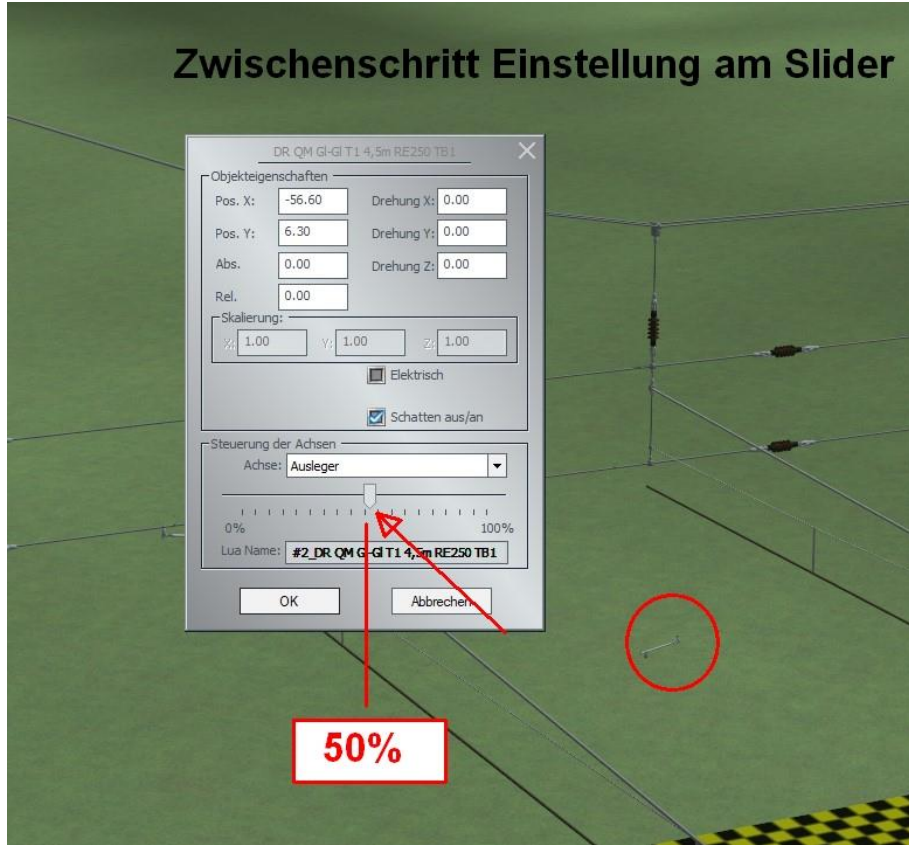 Zwischenschritt Einstellung am Slider
DR QM Gl-Gl T1 4,5m RE250 TB1
Objekteigenschaften
Pos. X: -56.60 Drehung X: 0.00
Pos. Y: 6.30 Drehung Y: 0.00
Abs. 0.00 Drehung Z: 0.00
Rel. 0.00
Skalierung:
X: 1.00 Y: 1.00 Z: 1.00
Elektrisch
Schatten aus/an
Steuerung der Achsen
Achse: Ausleger
0% 100%
Lua Name: #2_DR QM Gl-Gl T1 4,5m RE250 TB1
OK Abbrechen
50%